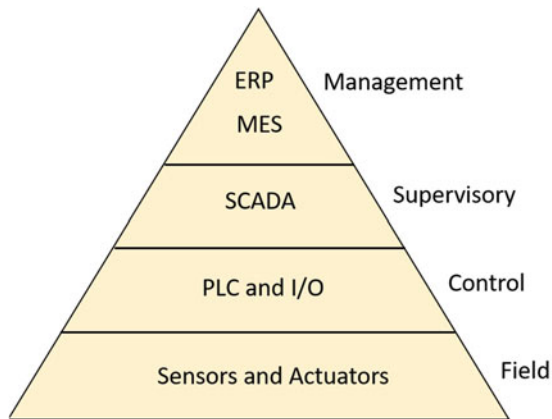 ERP
Management
MES
SCADA
Supervisory
PLC and I/O
Control
Sensors and Actuators
Field